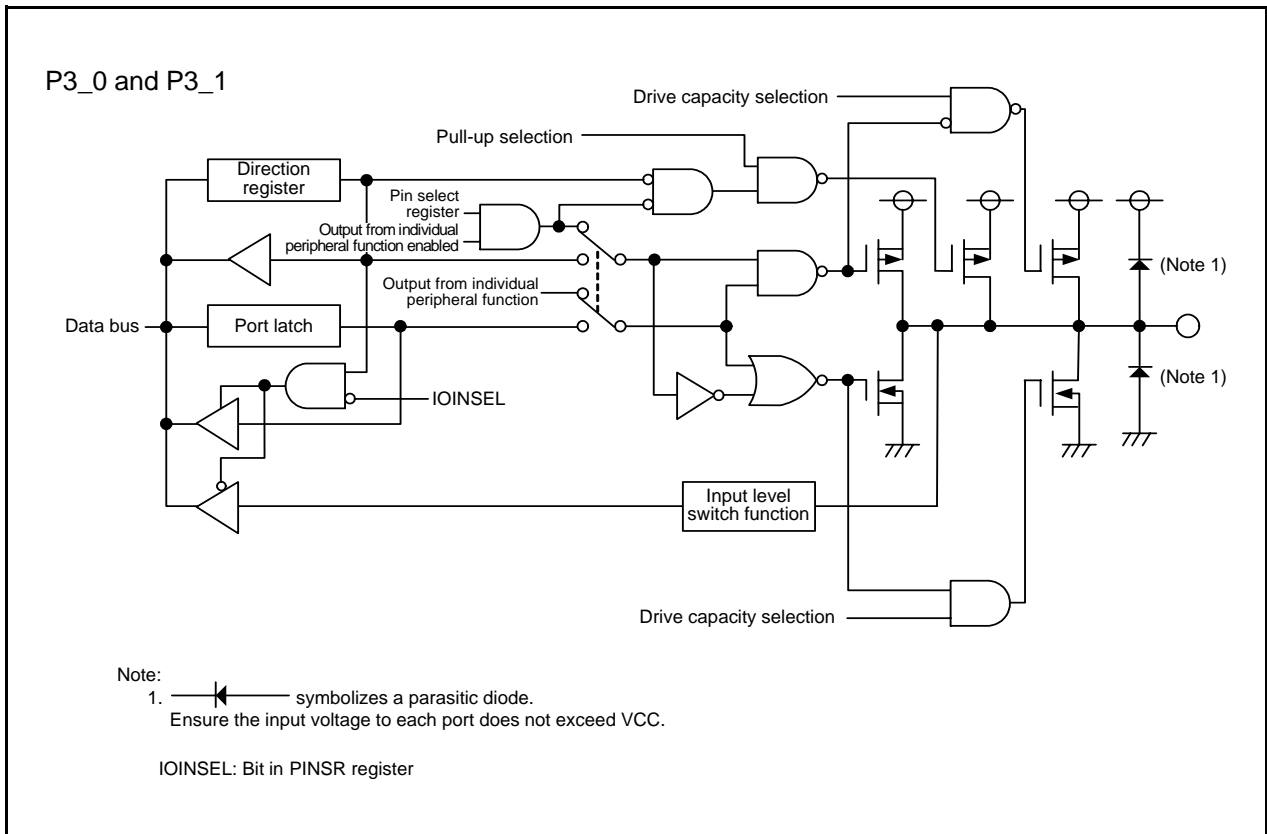 P3_0 and P3_1
Drive capacity selection
Pull-up selection
Direction
register
Pin select
register
Output from individual
peripheral function enabled
Output from individual
peripheral function
(Note 1)
Data bus
Port latch
(Note 1)
IOINSEL
Input level
switch function
Drive capacity selection
Note:
1. symbolizes a parasitic diode.
Ensure the input voltage to each port does not exceed VCC.
IOINSEL: Bit in PINSR register